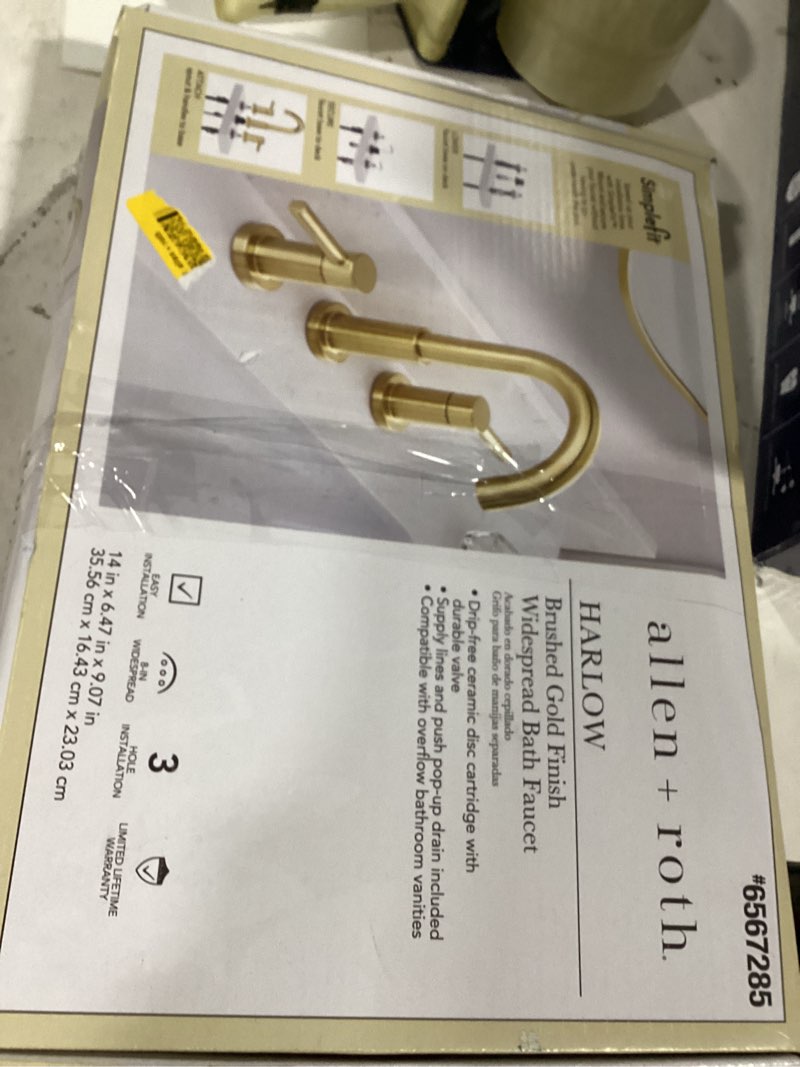 #6567285
allen + roth.
HARLOW
Brushed Gold Finish
Widespread Bath Faucet
Acabado en dorado cepillado
Grifo para baño de manijas separadas
• Drip-free ceramic disc cartridge with
durable valve
• Supply lines and push pop-up drain included
• Compatible with overflow bathroom vanities
EASY
INSTALLATION
8-IN
WIDESPREAD
3
HOLE
INSTALLATION
LIMITED LIFETIME
WARRANTY
14 in x 6.47 in x 9.07 in
35.56 cm x 16.43 cm x 23.03 cm
Simplefit
LOWER
SECURE
ATTACH